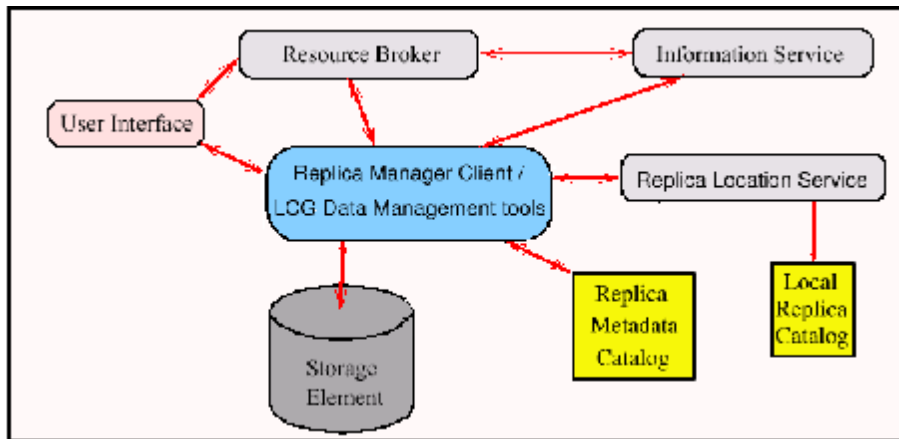 Resource Broker
Information Service
User Interface
Replica Manager Client /
LCG Data Management tools
Replica Location Service
Replica
Metadata
Catalog
Local
Replica
Catalog
Storage
Element